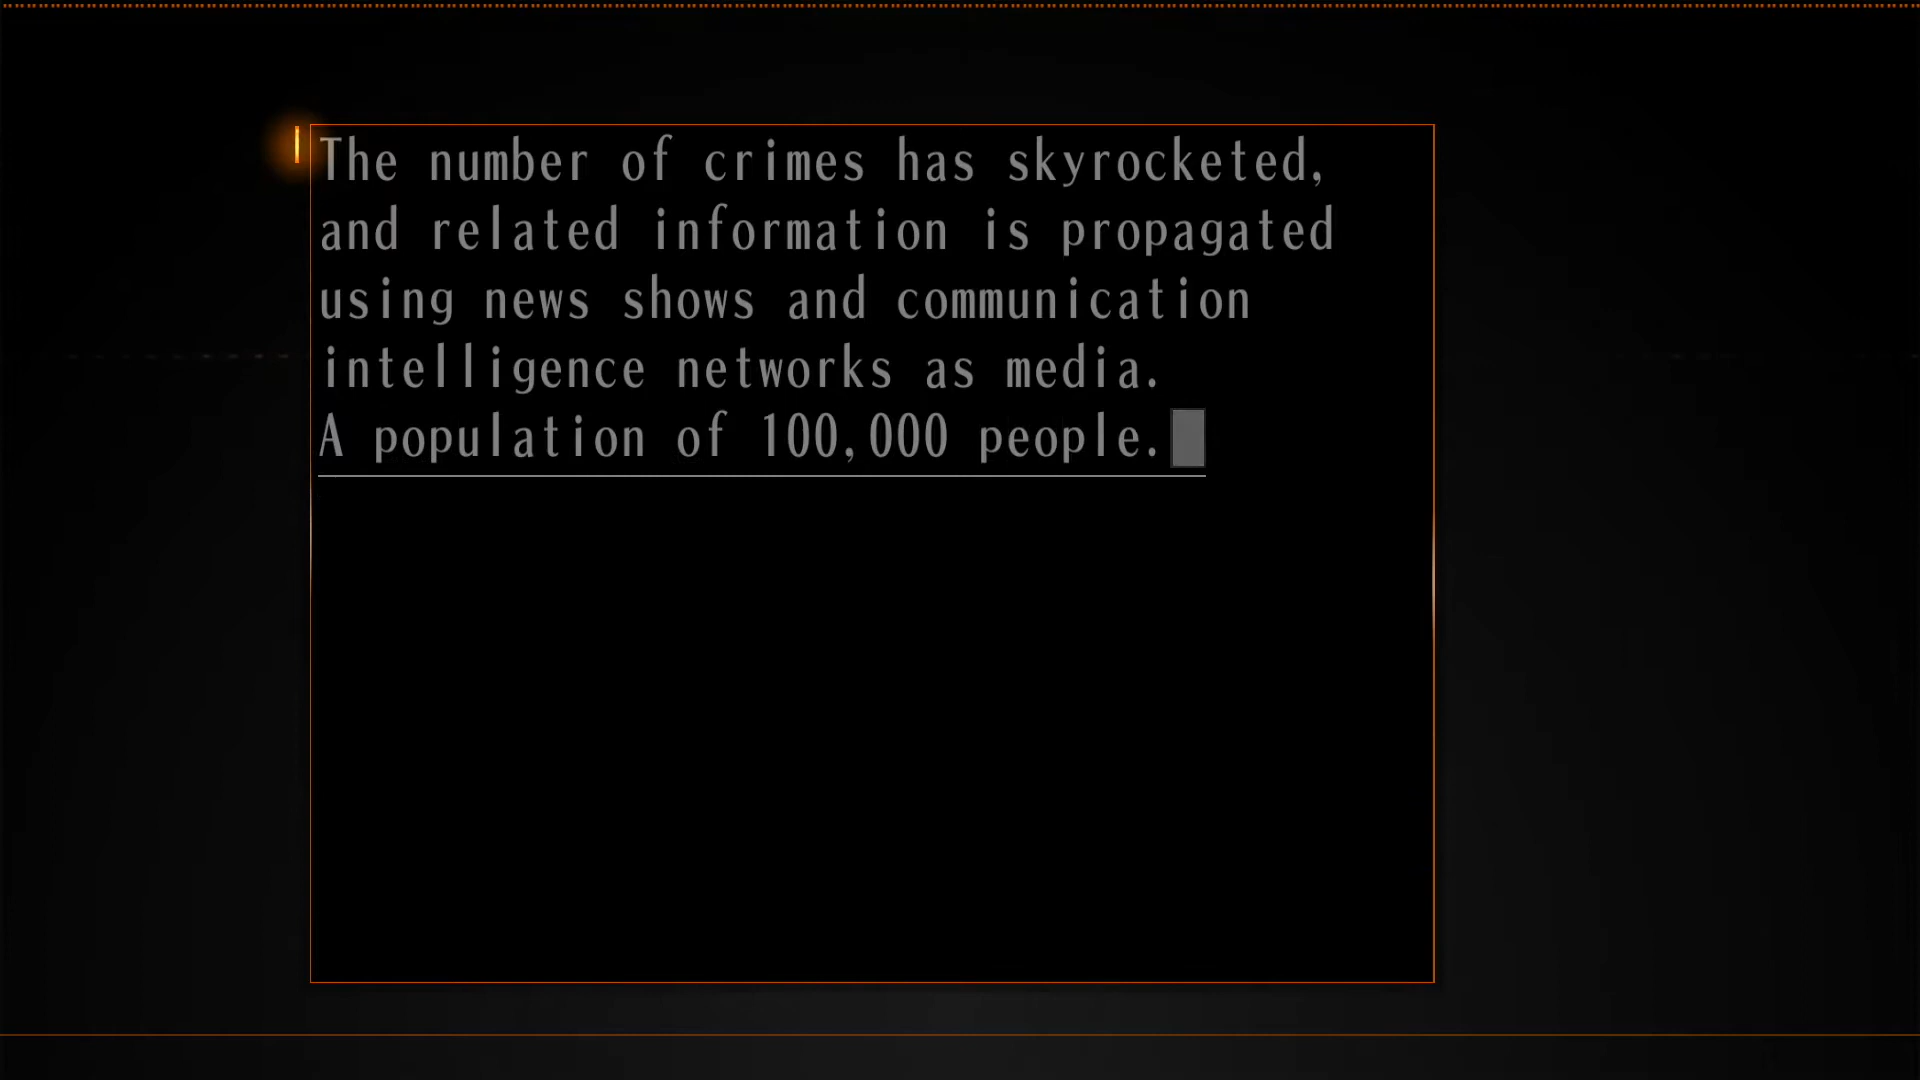 The number of crimes has skyrocketed,
and related information is propagated
using news shows and communication
intelligence networks as media.
A population of 100,000 people.